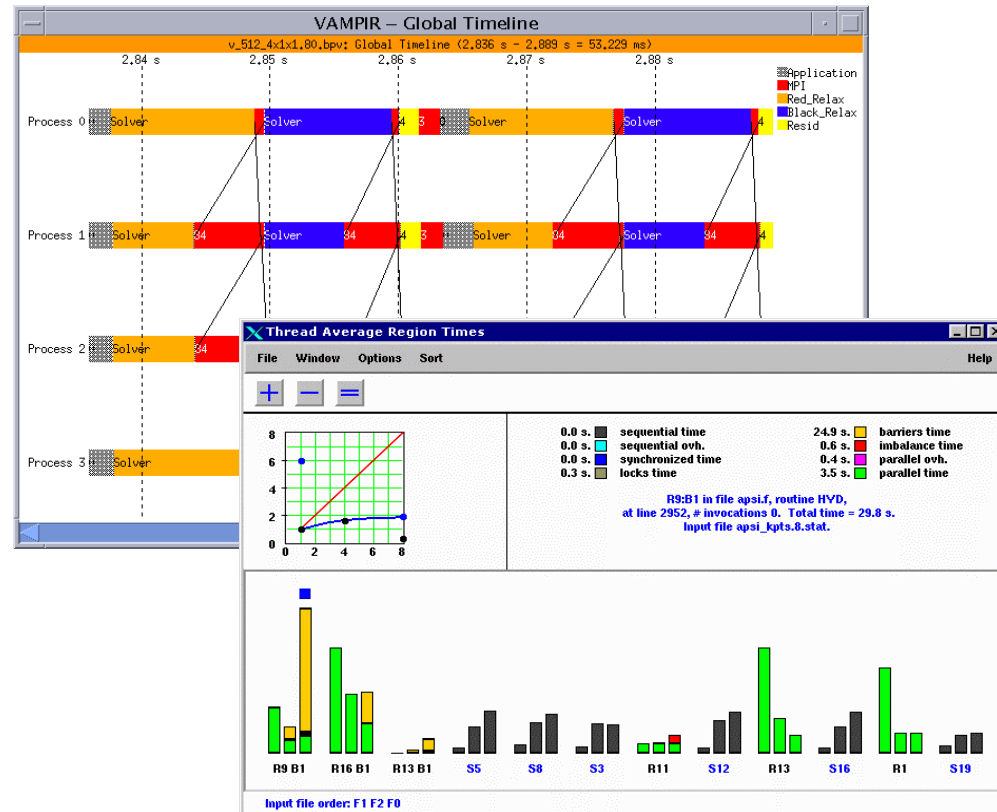 VAMPIR – Global Timeline
v_512_4x1x1.80.bpv: Global Timeline (2.836 s - 2.889 s = 53.229 ms)
2.84 s 2.85 s 2.86 s 2.87 s 2.88 s
Application
MPI
Red_Relax
Black_Relax
Resid
Process 0 Solver Solver 4 3 Solver Solver 4
Process 1 Solver 34 Solver 34 4 3 Solver 34 Solver 34 4
Process 2 Solver 34
Process 3 Solver
Thread Average Region Times
File Window Options Sort Help
+ − =
8
6
4
2
0
0 2 4 6 8
0.0 s. sequential time
0.0 s. sequential ovh.
0.0 s. synchronized time
0.3 s. locks time
24.9 s. barriers time
0.6 s. imbalance time
0.4 s. parallel ovh.
3.5 s. parallel time
R9:B1 in file apsi.f, routine HYD,
at line 2952, # invocations 0. Total time = 29.8 s.
Input file apsi_kpts.8.stat.
R9 B1 R16 B1 R13 B1 S5 S8 S3 R11 S12 R13 S16 R1 S19
Input file order: F1 F2 F0